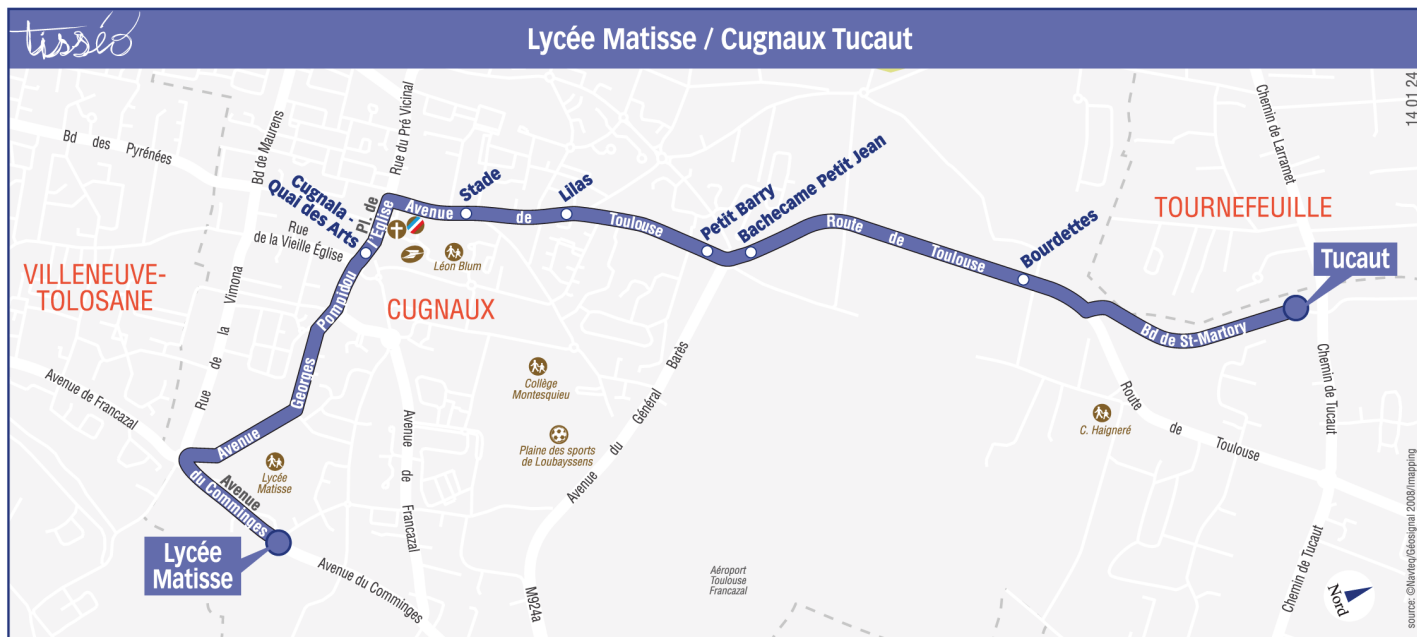 tisséo
Lycée Matisse / Cugnaux Tucaut
14 01 24
Bd des Pyrénées
Bd de Maurens
Rue du Pré Vicinal
Chemin de Larramet
Cugnala -
Quai des Arts
Pl. de
l'Église
Rue
de la Vieille Église
Avenue de Toulouse
Stade
Lilas
Petit Barry
Bachecame Petit Jean
Route de Toulouse
Bourdettes
TOURNEFEUILLE
Tucaut
Bd de St-Martory
VILLENEUVE-
TOLOSANE
CUGNAUX
Léon Blum
Rue de la Vimona
Avenue Georges Pompidou
Avenue de Francazal
Collège
Montesquieu
Plaine des sports
de Loubayssens
Avenue du Général Barès
M924a
C. Haigneré
Route de Toulouse
Chemin de Tucaut
Chemin de Tucaut
Lycée
Matisse
Avenue
du Comminges
Avenue de Francazal
Lycée
Matisse
Avenue du Comminges
Aéroport
Toulouse
Francazal
Nord
source: ©Navteq/Géosignal 2008/Imapping